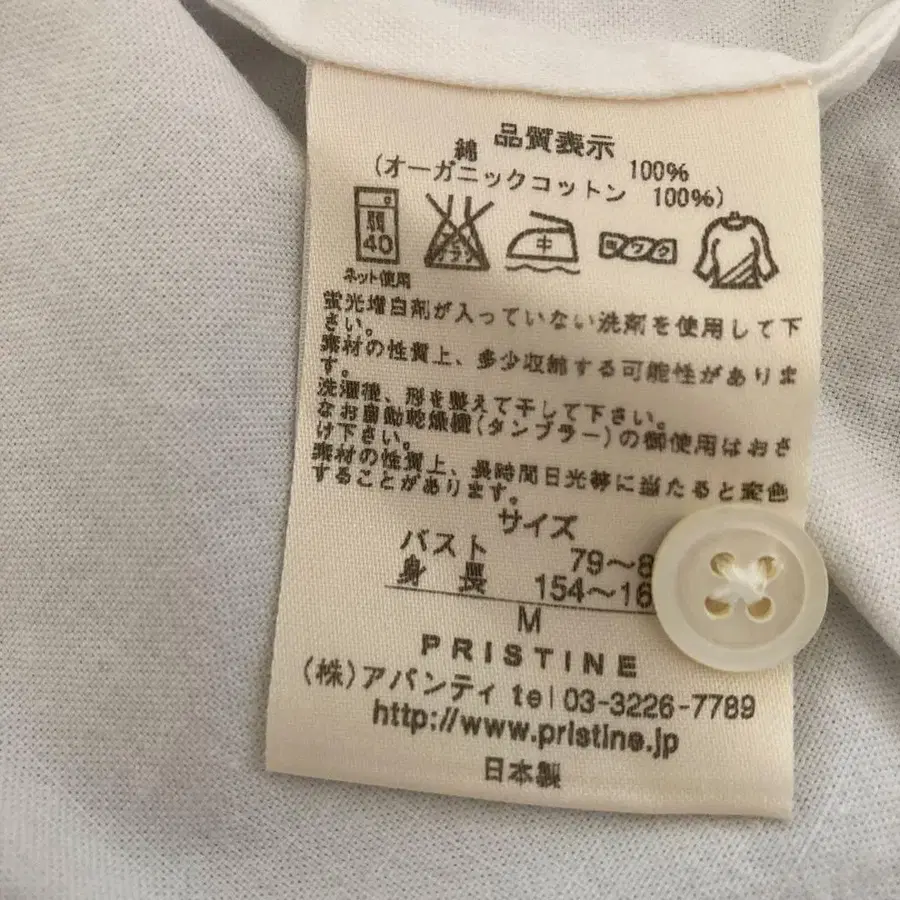 品質表示
綿 100%
(オーガニックコットン 100%)
弱
40
中
ネット使用
蛍光増白剤が入っていない洗剤を使用して下
さい。
素材の性質上、多少収縮する可能性がありま
す。
洗濯後、形を整えて干して下さい。
なお自動乾燥機(タンブラー)の御使用はおさ
け下さい。
素材の性質上、長時間日光等に当たると変色
することがあります。
サイズ
バスト 79〜8
身長 154〜16
M
PRISTINE
(株)アバンティ tel 03-3226-7789
http://www.pristine.jp
日本製